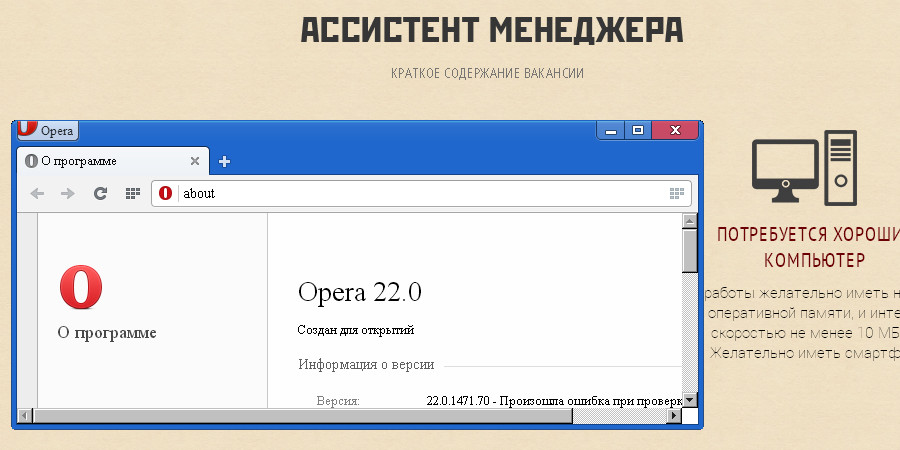 АССИСТЕНТ МЕНЕДЖЕРА
КРАТКОЕ СОДЕРЖАНИЕ ВАКАНСИИ
Opera
О программе
about
О программе
Opera 22.0
Создан для открытий
Информация о версии
Версия: 22.0.1471.70 - Произошла ошибка при проверк
ПОТРЕБУЕТСЯ ХОРОШИ
КОМПЬЮТЕР
работы желательно иметь н
оперативной памяти, и инте
скоростью не менее 10 МБ
Желательно иметь смартф